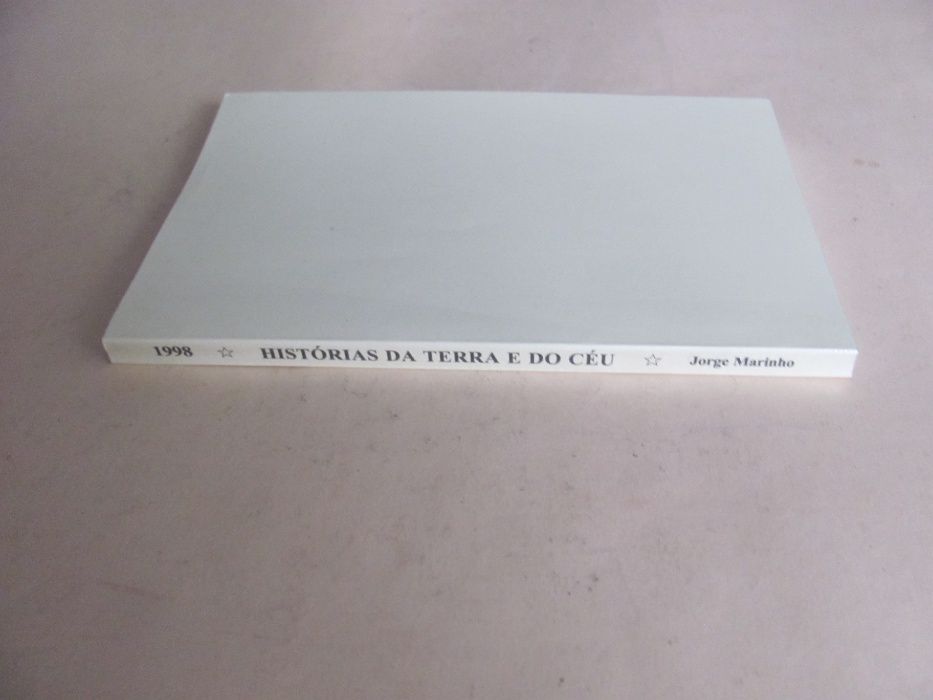 1998 ☆ HISTÓRIAS DA TERRA E DO CÉU ☆ Jorge Marinho